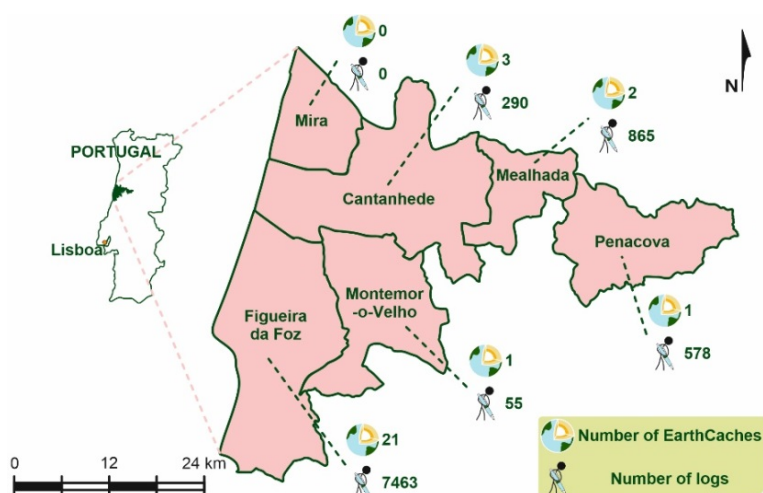 0
0
3
290
2
865
N
Mira
PORTUGAL
Mealhada
Cantanhede
Lisboa
Penacova
Montemor
-o-Velho
Figueira
da Foz
1
578
1
55
21
7463
0 12 24 km
Number of EarthCaches
Number of logs